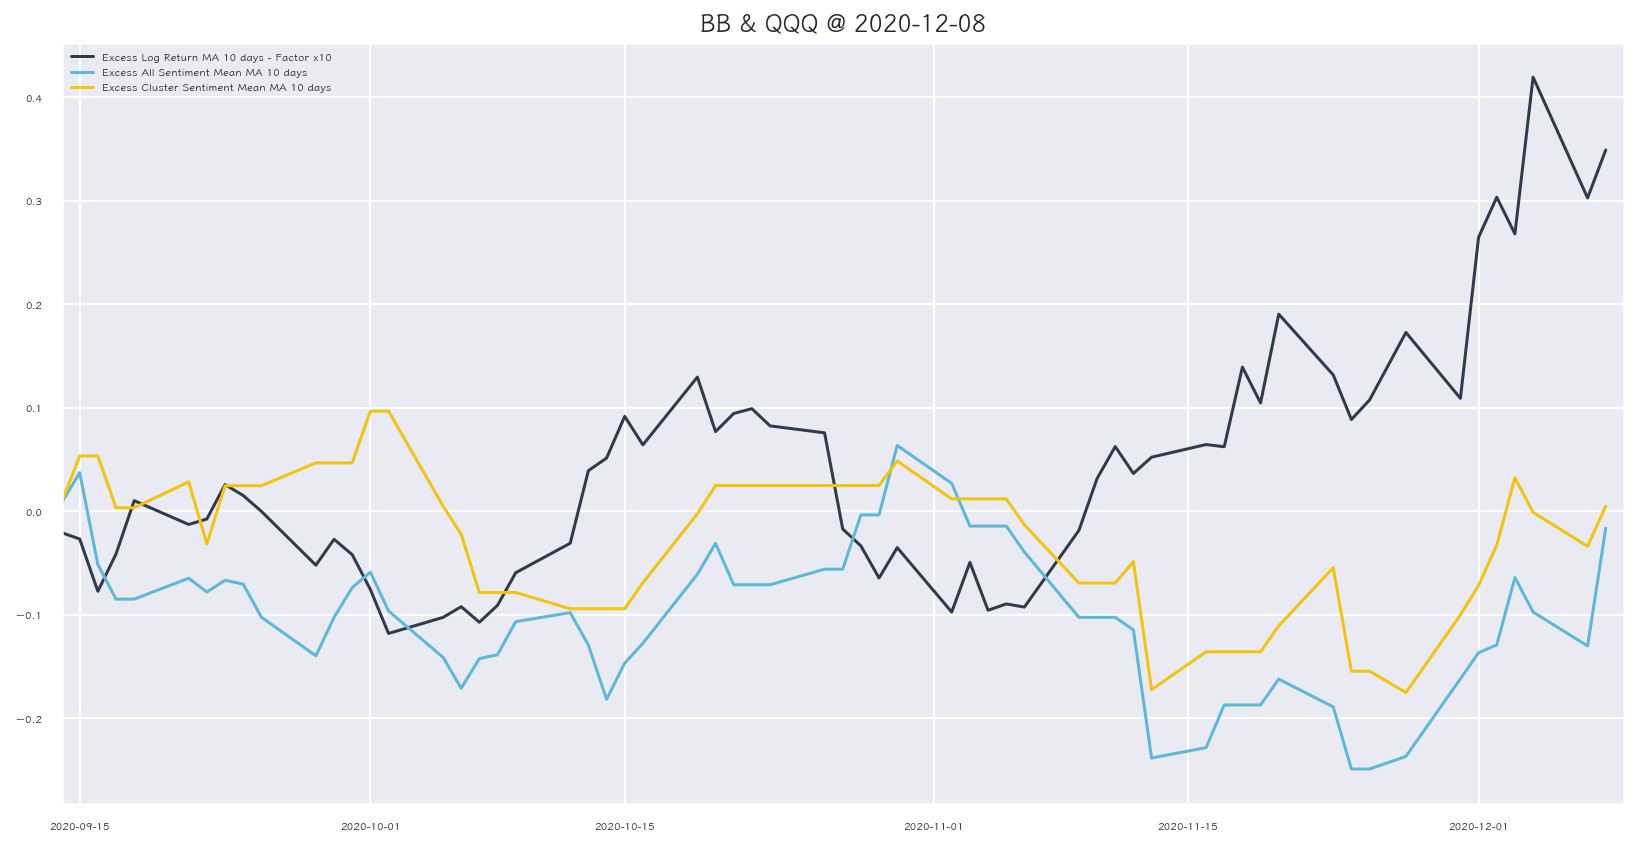 BB & QQQ @ 2020-12-08
Excess Log Return MA 10 days - Factor x10
Excess All Sentiment Mean MA 10 days
Excess Cluster Sentiment Mean MA 10 days
0.4
0.3
0.2
0.1
0.0
−0.1
−0.2
2020-09-15 2020-10-01 2020-10-15 2020-11-01 2020-11-15 2020-12-01